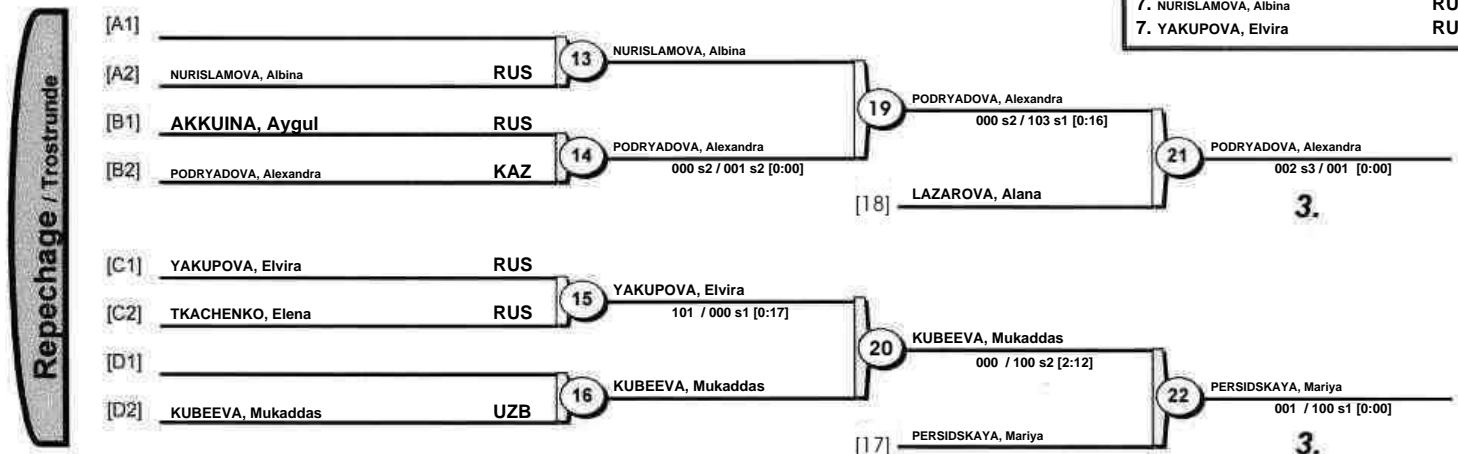 7. NURISLAMOVA, Albina RU
7. YAKUPOVA, Elvira RU
Repechage / Trostrunde
[A1]
[A2] NURISLAMOVA, Albina RUS
13 NURISLAMOVA, Albina
[B1] AKKUINA, Aygul RUS
[B2] PODRYADOVA, Alexandra KAZ
14 PODRYADOVA, Alexandra
000 s2 / 001 s2 [0:00]
19 PODRYADOVA, Alexandra
000 s2 / 103 s1 [0:16]
[18] LAZAROVA, Alana
21 PODRYADOVA, Alexandra
002 s3 / 001 [0:00]
3.
[C1] YAKUPOVA, Elvira RUS
[C2] TKACHENKO, Elena RUS
15 YAKUPOVA, Elvira
101 / 000 s1 [0:17]
[D1]
[D2] KUBEEVA, Mukaddas UZB
16 KUBEEVA, Mukaddas
20 KUBEEVA, Mukaddas
000 / 100 s2 [2:12]
[17] PERSIDSKAYA, Mariya
22 PERSIDSKAYA, Mariya
001 / 100 s1 [0:00]
3.